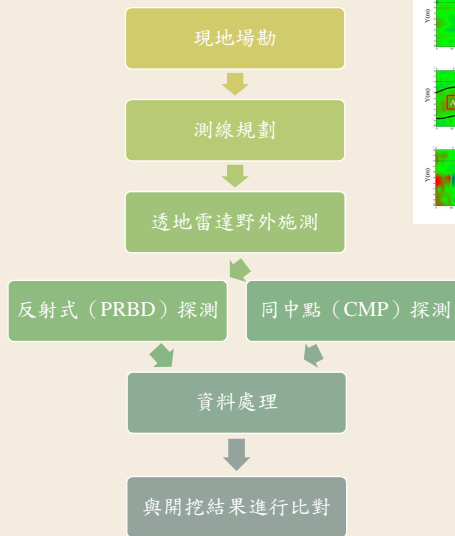 現地場勘
測線規劃
透地雷達野外施測
反射式（PRBD）探測
同中點（CMP）探測
資料處理
與開挖結果進行比對
Y(m)
Y(m)
Y(m)